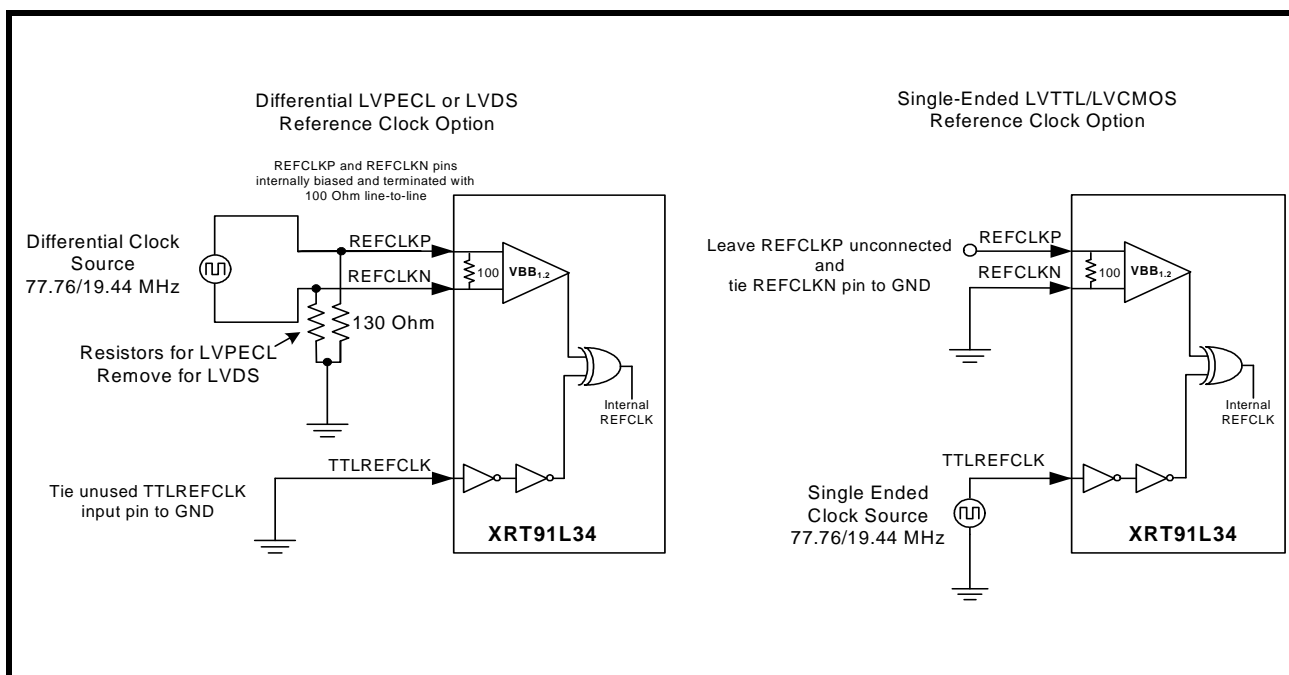 Differential LVPECL or LVDS
Reference Clock Option
REFCLKP and REFCLKN pins
internally biased and terminated with
100 Ohm line-to-line
Differential Clock
Source
77.76/19.44 MHz
REFCLKP
REFCLKN
100
VBB1.2
130 Ohm
Resistors for LVPECL
Remove for LVDS
Internal
REFCLK
TTLREFCLK
Tie unused TTLREFCLK
input pin to GND
XRT91L34
Single-Ended LVTTL/LVCMOS
Reference Clock Option
Leave REFCLKP unconnected
and
tie REFCLKN pin to GND
REFCLKP
REFCLKN
100
VBB1.2
Internal
REFCLK
TTLREFCLK
Single Ended
Clock Source
77.76/19.44 MHz
XRT91L34